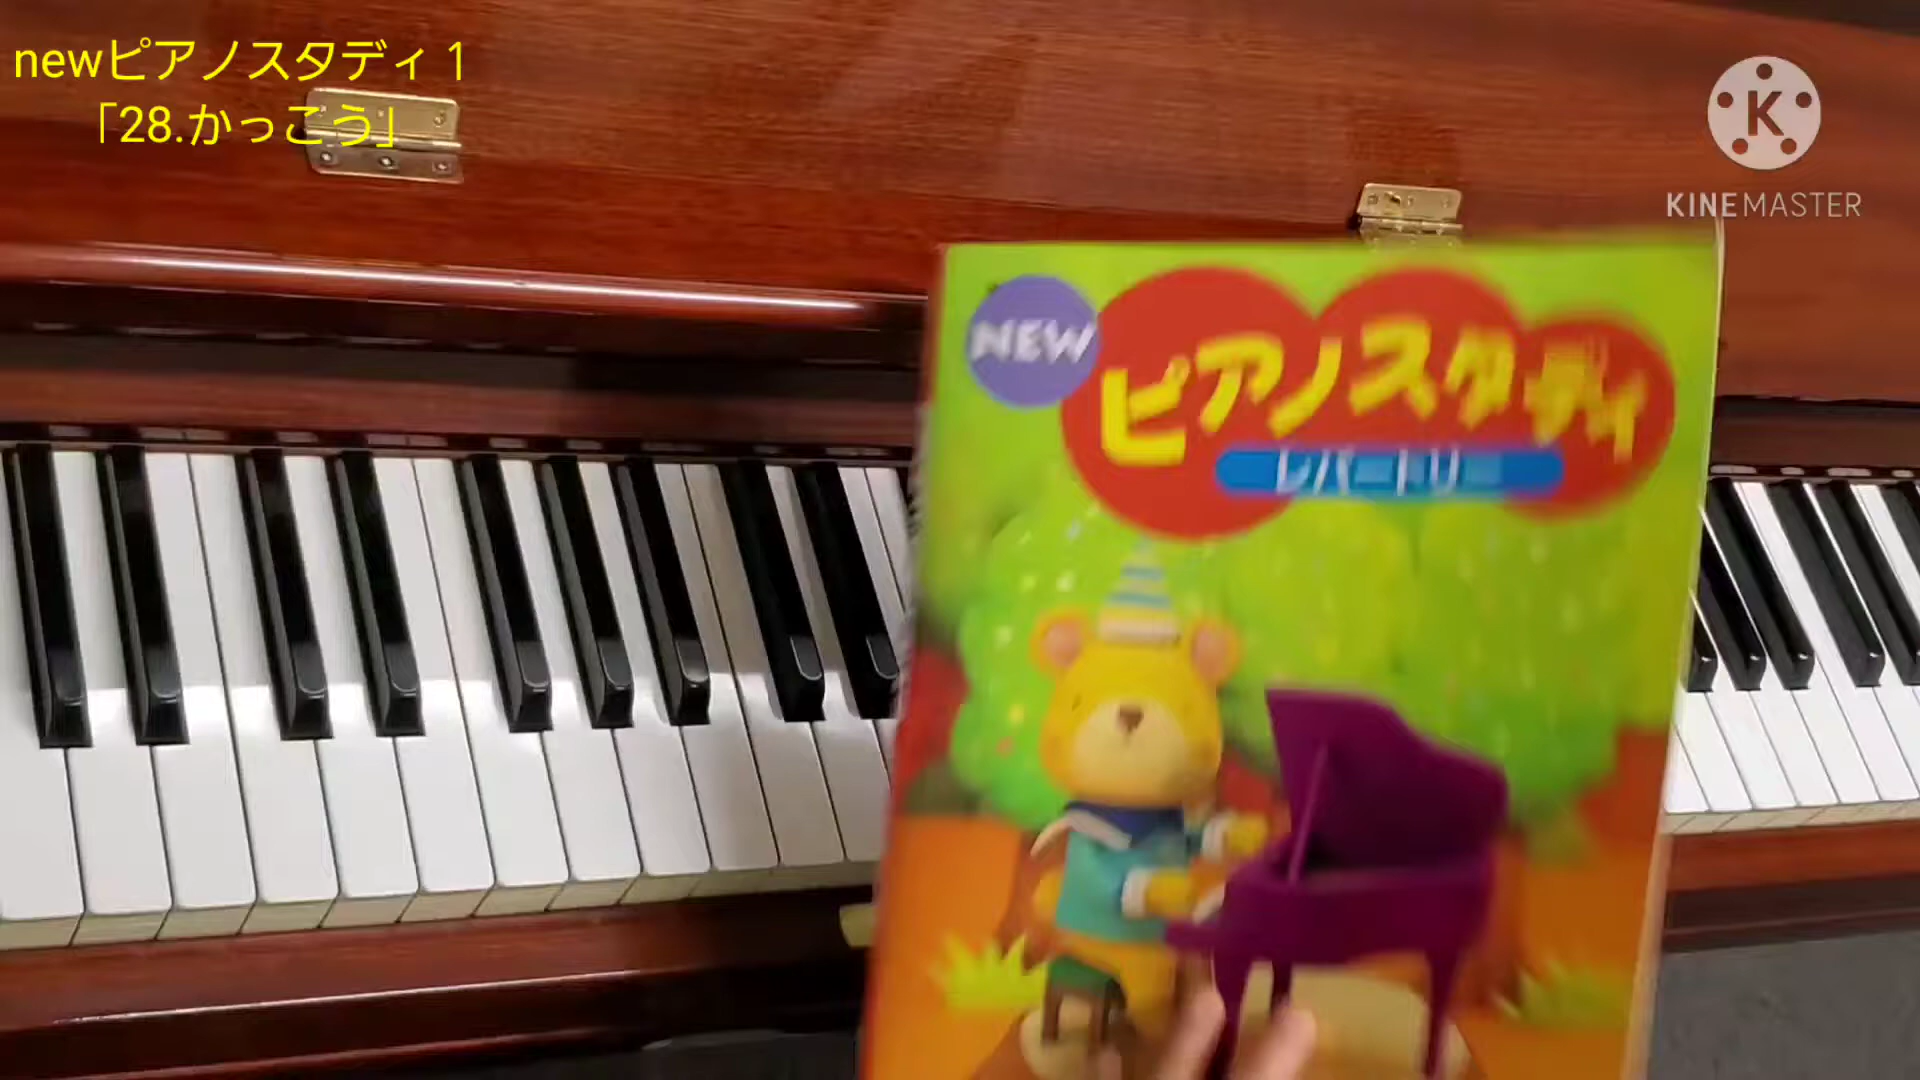 newピアノスタディ 1
「28.かっこう」
K
KINEMASTER
NEW
ピアノスタディ
レパートリー